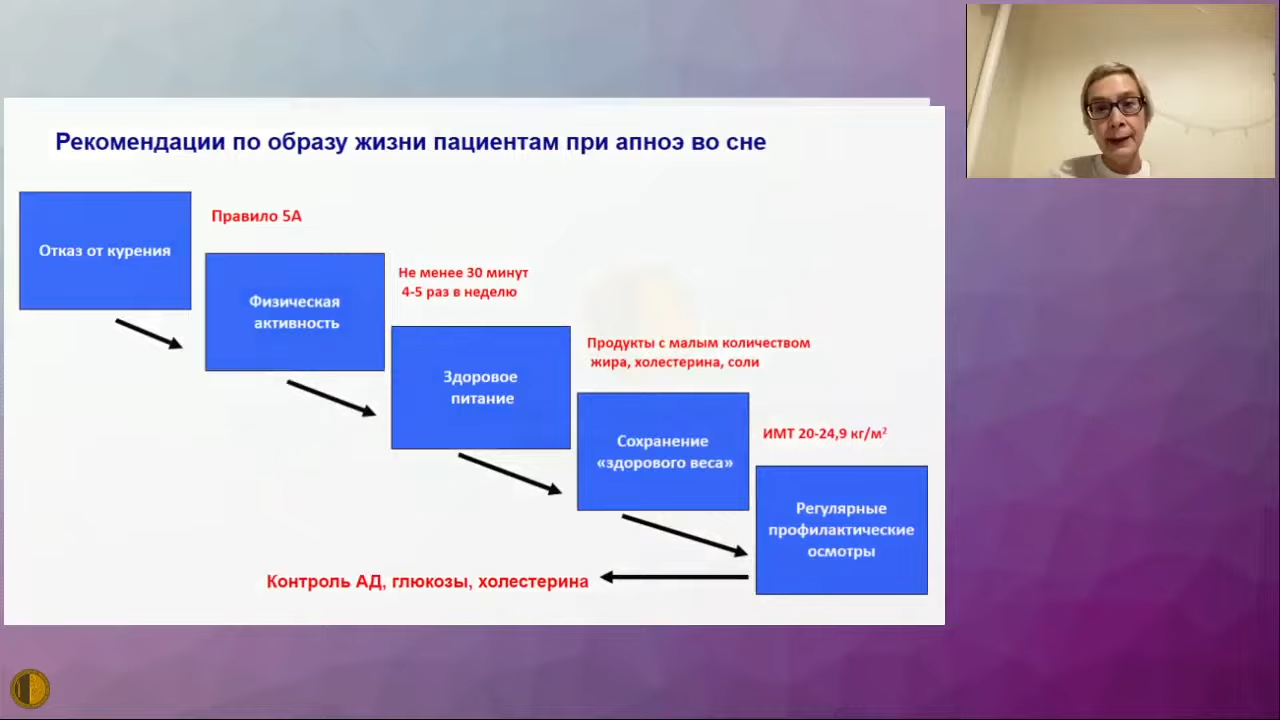 Рекомендации по образу жизни пациентам при апноэ во сне
Отказ от курения
Правило 5А
Физическая
активность
Не менее 30 минут
4-5 раз в неделю
Здоровое
питание
Продукты с малым количеством
жира, холестерина, соли
Сохранение
«здорового веса»
ИМТ 20-24,9 кг/м²
Регулярные
профилактические
осмотры
Контроль АД, глюкозы, холестерина